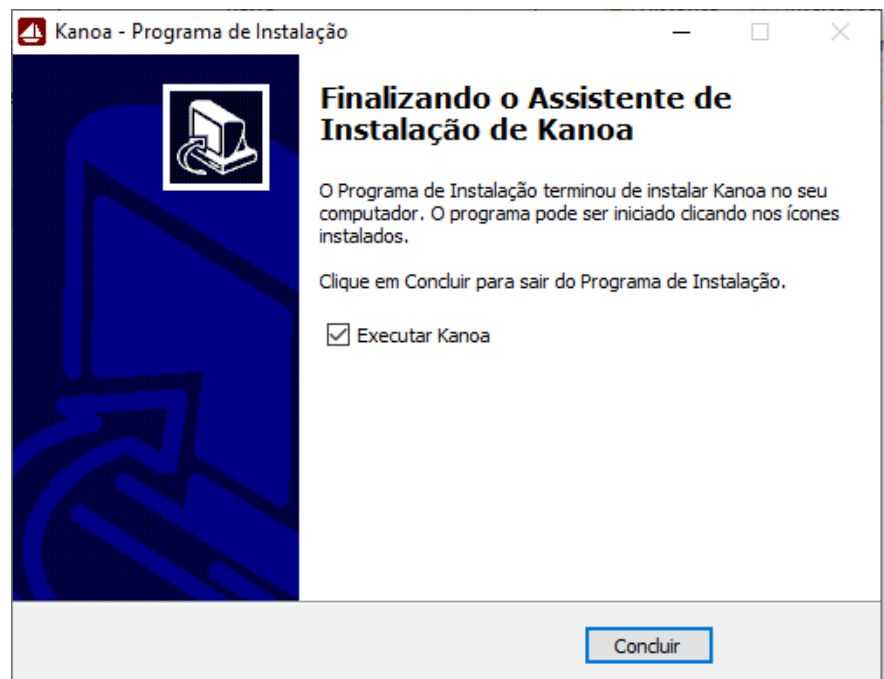 Kanoa - Programa de Instalação
Finalizando o Assistente de
Instalação de Kanoa
O Programa de Instalação terminou de instalar Kanoa no seu
computador. O programa pode ser iniciado clicando nos ícones
instalados.
Clique em Concluir para sair do Programa de Instalação.
Executar Kanoa
Concluir